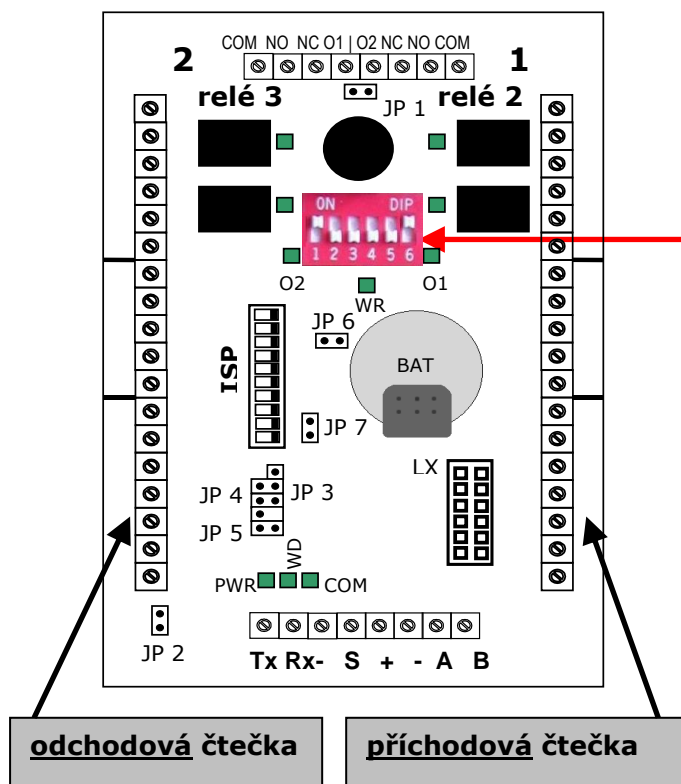 COM NO NC O1 | O2 NC NO COM
2 1
relé 3 relé 2
JP 1
ON DIP
1 2 3 4 5 6
O2 O1
WR
JP 6
ISP
BAT
JP 7
LX
JP 4 JP 3
JP 5
WD
PWR COM
JP 2
Tx Rx- S + - A B
odchodová čtečka
příchodová čtečka